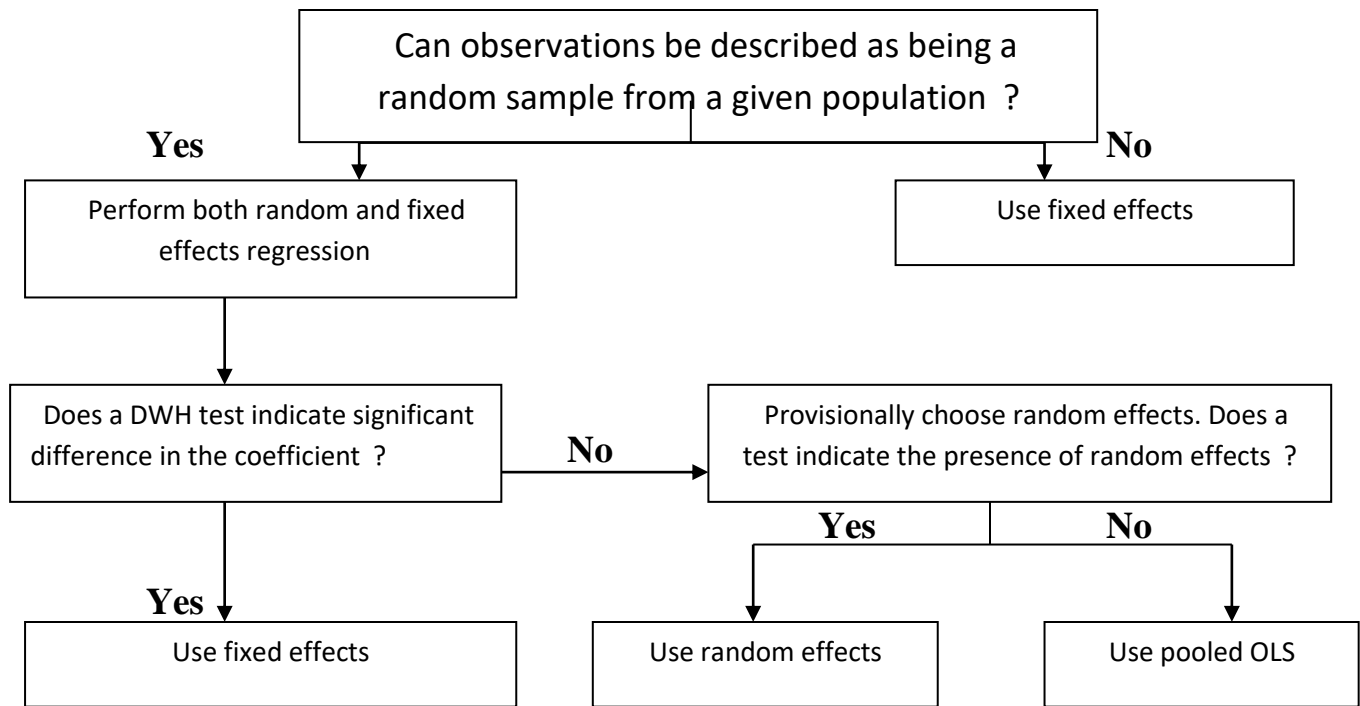 Can observations be described as being a
random sample from a given population ?
Yes
No
Perform both random and fixed
effects regression
Use fixed effects
Does a DWH test indicate significant
difference in the coefficient ?
No
Provisionally choose random effects. Does a
test indicate the presence of random effects ?
Yes
No
Yes
Use fixed effects
Use random effects
Use pooled OLS